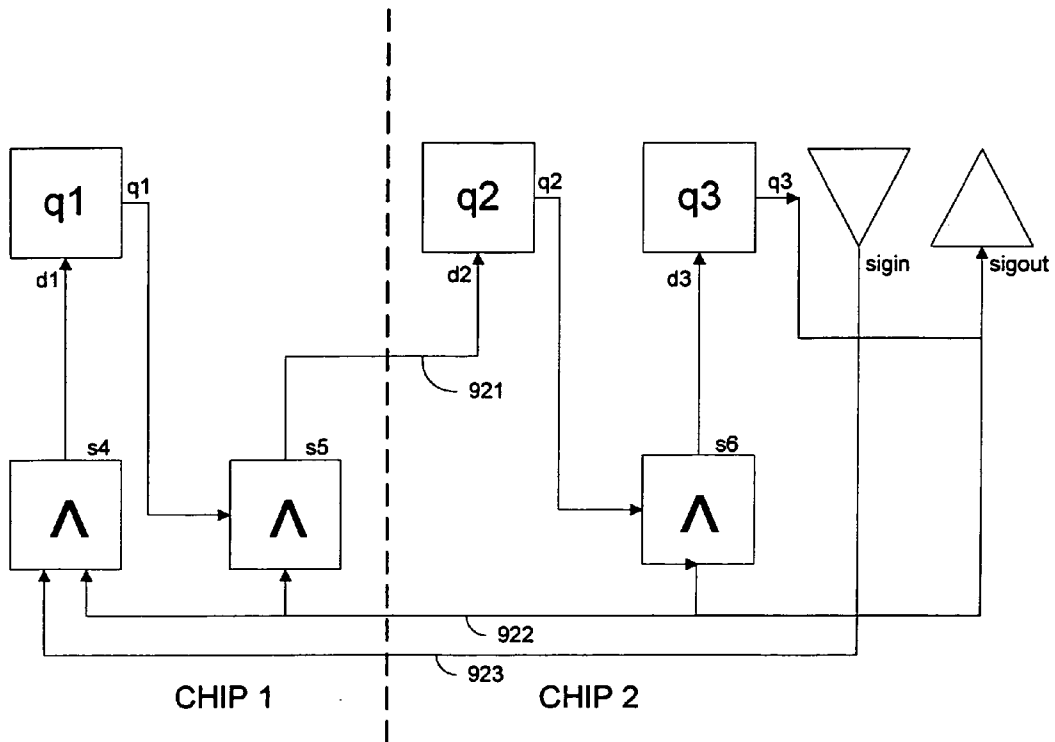 q1
q1
q2
q2
q3
q3
sigin
sigout
d1
d2
d3
921
s4
s5
s6
Λ
Λ
Λ
922
923
CHIP 1
CHIP 2